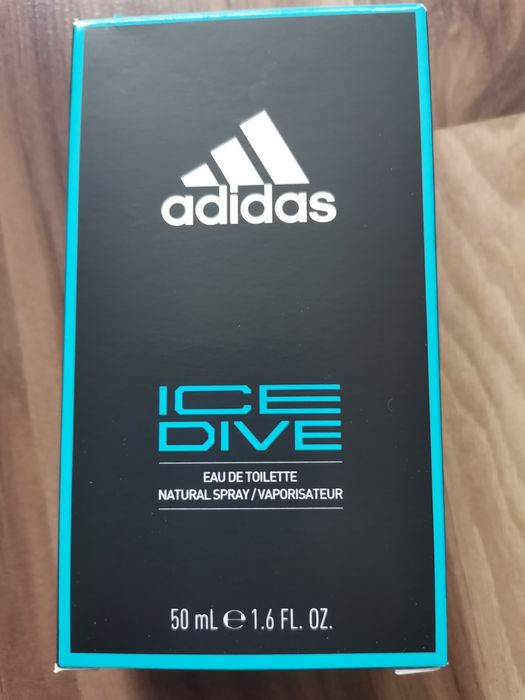 adidas
ICE
DIVE
EAU DE TOILETTE
NATURAL SPRAY/VAPORISATEUR
50 mL ℮ 1.6 FL. OZ.